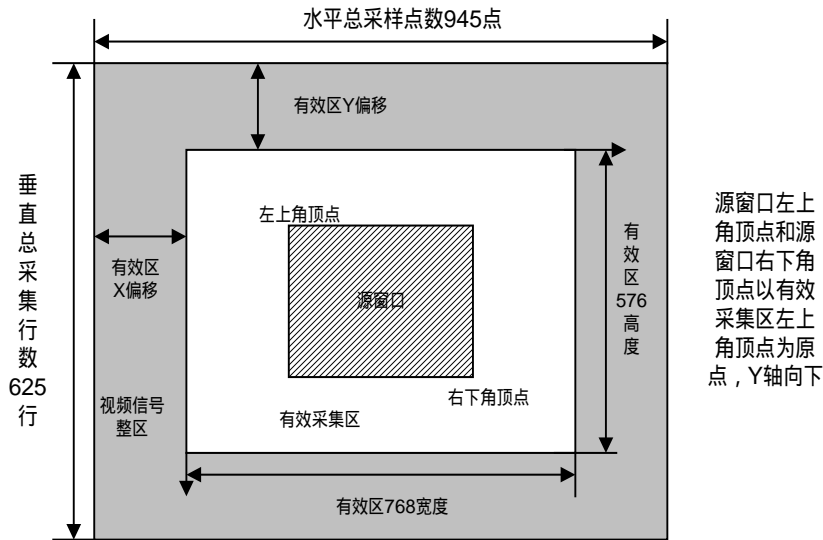 水平总采样点数945点
有效区Y偏移
垂
直
总
采
集
行
数
625
行
左上角顶点
有效区
X偏移
源窗口
有
效
区
576
高
度
源窗口左上
角顶点和源
窗口右下角
顶点以有效
采集区左上
角顶点为原
点，Y轴向下
视频信号
整区
右下角顶点
有效采集区
有效区768宽度